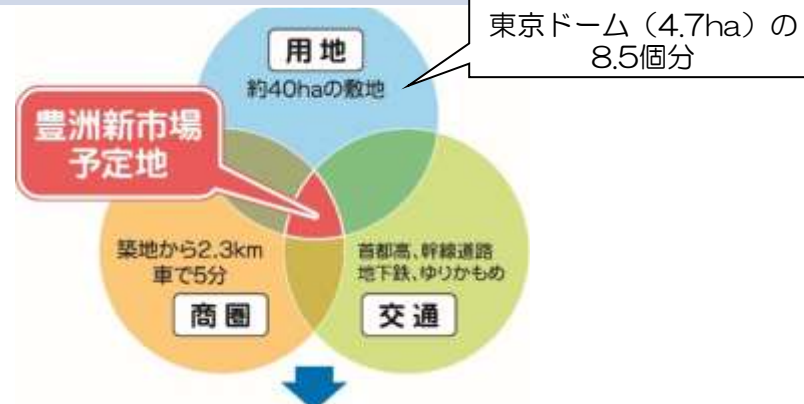 東京ドーム（4.7ha）の
8.5個分
用地
約40haの敷地
豊洲新市場
予定地
築地から2.3km
車で5分
商圏
首都高、幹線道路
地下鉄、ゆりかもめ
交通